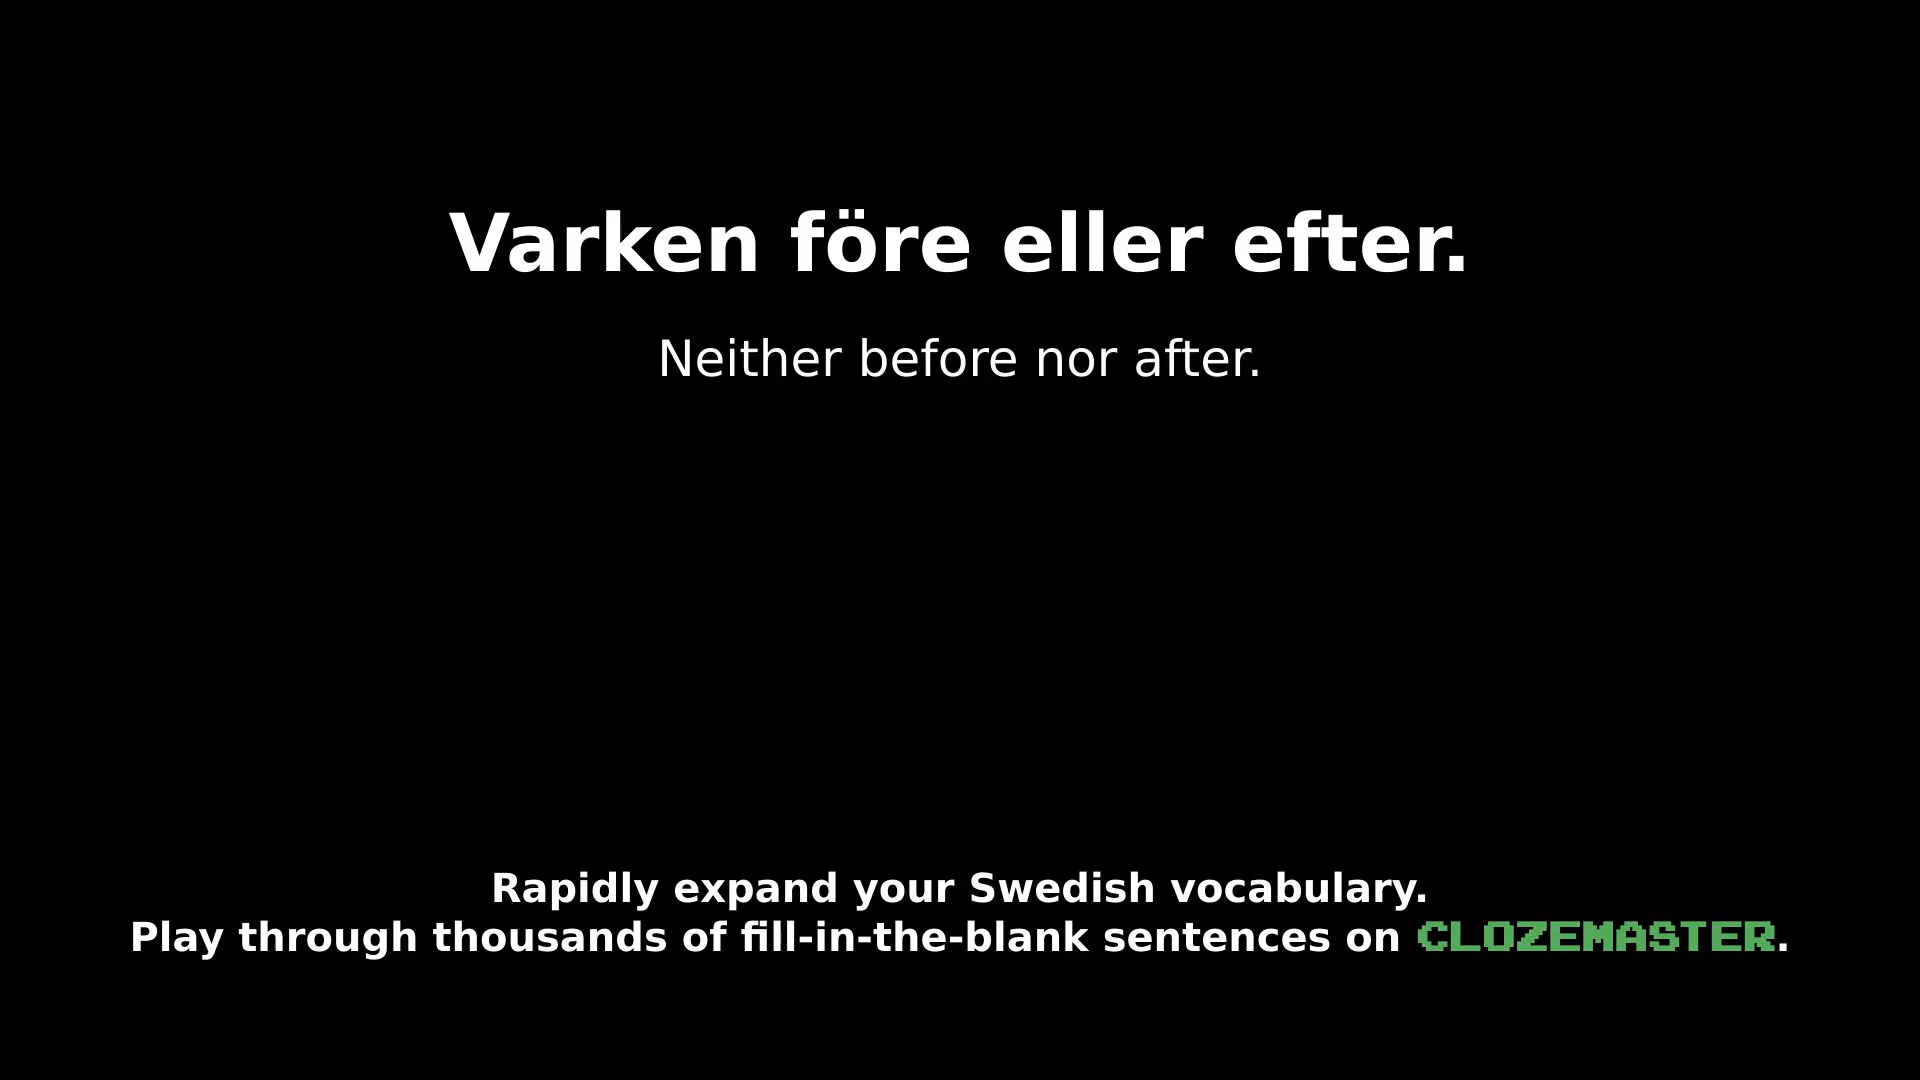 Varken före eller efter.
Neither before nor after.
Rapidly expand your Swedish vocabulary.
Play through thousands of fill-in-the-blank sentences on CLOZEMASTER.